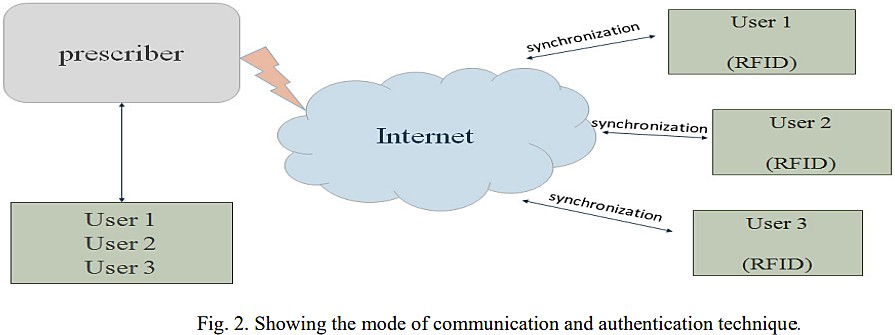 prescriber
User 1
User 2
User 3
Internet
synchronization
User 1
(RFID)
synchronization
User 2
(RFID)
synchronization
User 3
(RFID)
Fig. 2. Showing the mode of communication and authentication technique.